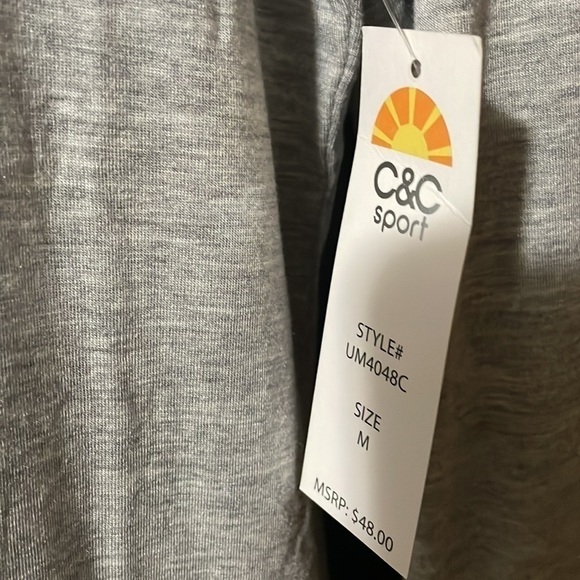 C&C
sport
STYLE#
UM4048C
SIZE
M
MSRP: $48.00